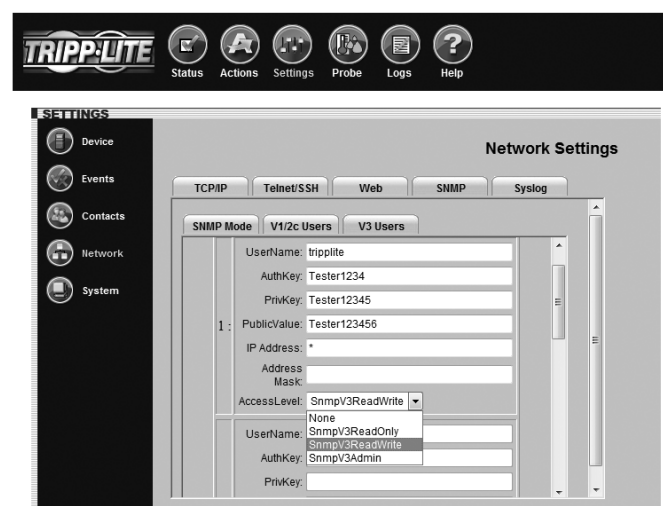 TRIPP·LITE
Status Actions Settings Probe Logs Help
SETTINGS
Device
Events
Contacts
Network
System
Network Settings
TCP/IP Telnet/SSH Web SNMP Syslog
SNMP Mode V1/2c Users V3 Users
1 :
UserName: tripplite
AuthKey: Tester1234
PrivKey: Tester12345
PublicValue: Tester123456
IP Address: *
Address
Mask:
AccessLevel: SnmpV3ReadWrite
None
SnmpV3ReadOnly
SnmpV3ReadWrite
SnmpV3Admin
UserName:
AuthKey:
PrivKey: